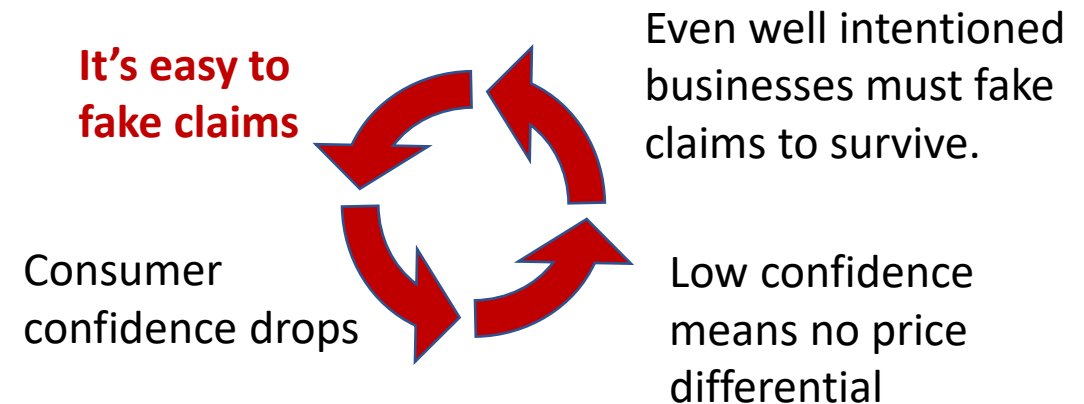 It’s easy to
fake claims
Even well intentioned
businesses must fake
claims to survive.
Consumer
confidence drops
Low confidence
means no price
differential